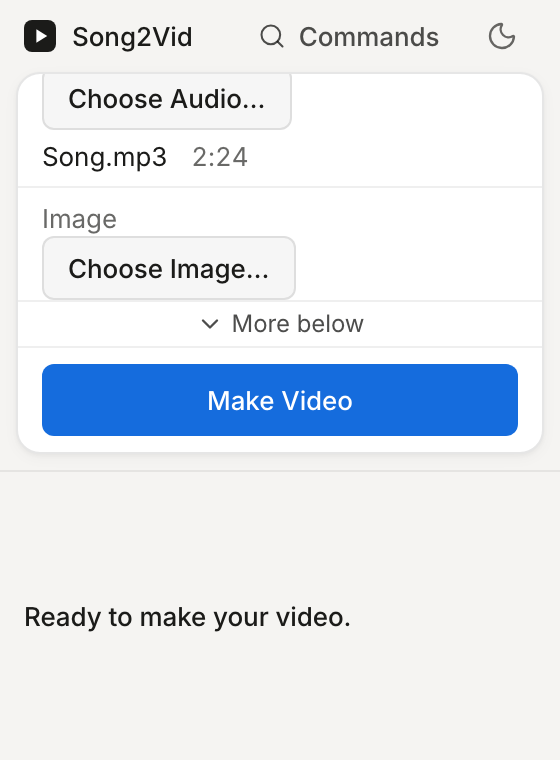 Song2Vid Commands
Choose Audio...
Song.mp3 2:24
Image
Choose Image...
More below
Make Video
Ready to make your video.